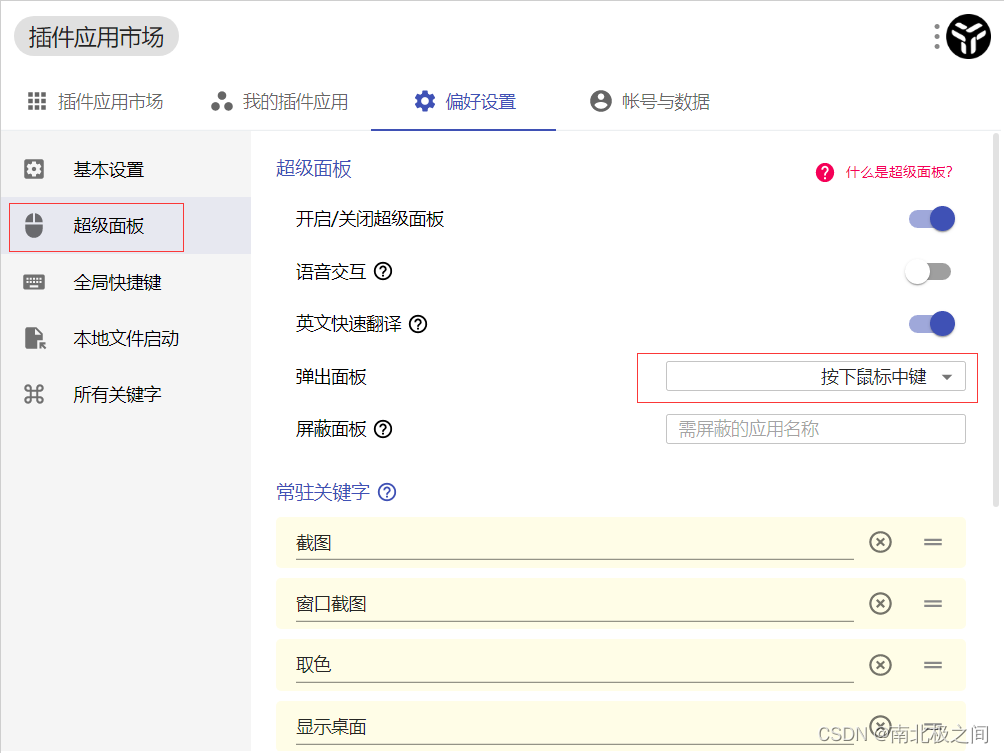 插件应用市场
插件应用市场
我的插件应用
偏好设置
帐号与数据
基本设置
超级面板
全局快捷键
本地文件启动
所有关键字
超级面板
什么是超级面板?
开启/关闭超级面板
语音交互
英文快速翻译
弹出面板
按下鼠标中键
屏蔽面板
需屏蔽的应用名称
常驻关键字
截图
窗口截图
取色
显示桌面
CSDN @南北极之间